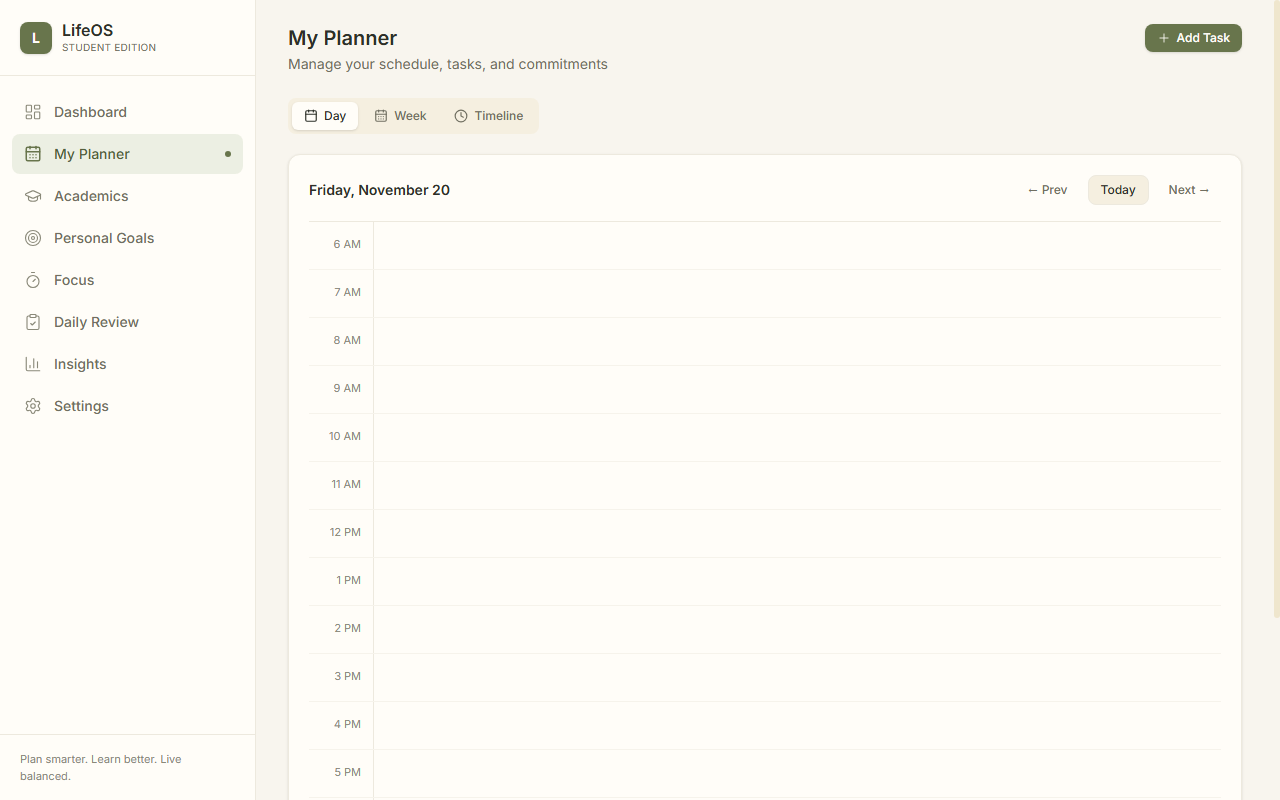 L
LifeOS
STUDENT EDITION
Dashboard
My Planner
Academics
Personal Goals
Focus
Daily Review
Insights
Settings
Plan smarter. Learn better. Live
balanced.
My Planner
Manage your schedule, tasks, and commitments
+ Add Task
Day Week Timeline
Friday, November 20
← Prev Today Next →
6 AM
7 AM
8 AM
9 AM
10 AM
11 AM
12 PM
1 PM
2 PM
3 PM
4 PM
5 PM